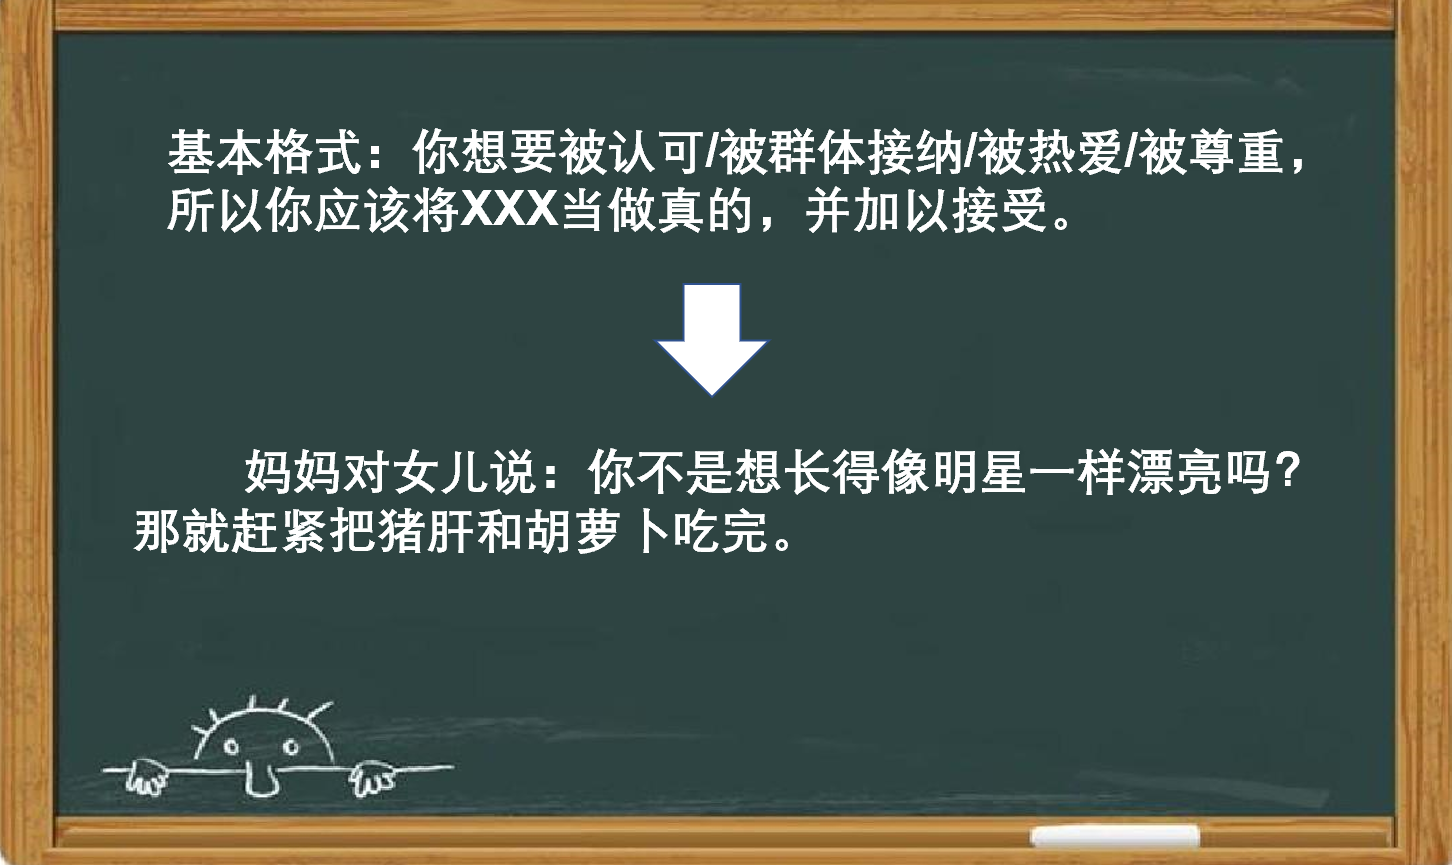 基本格式：你想要被认可/被群体接纳/被热爱/被尊重，
所以你应该将XXX当做真的，并加以接受。
妈妈对女儿说：你不是想长得像明星一样漂亮吗？
那就赶紧把猪肝和胡萝卜吃完。